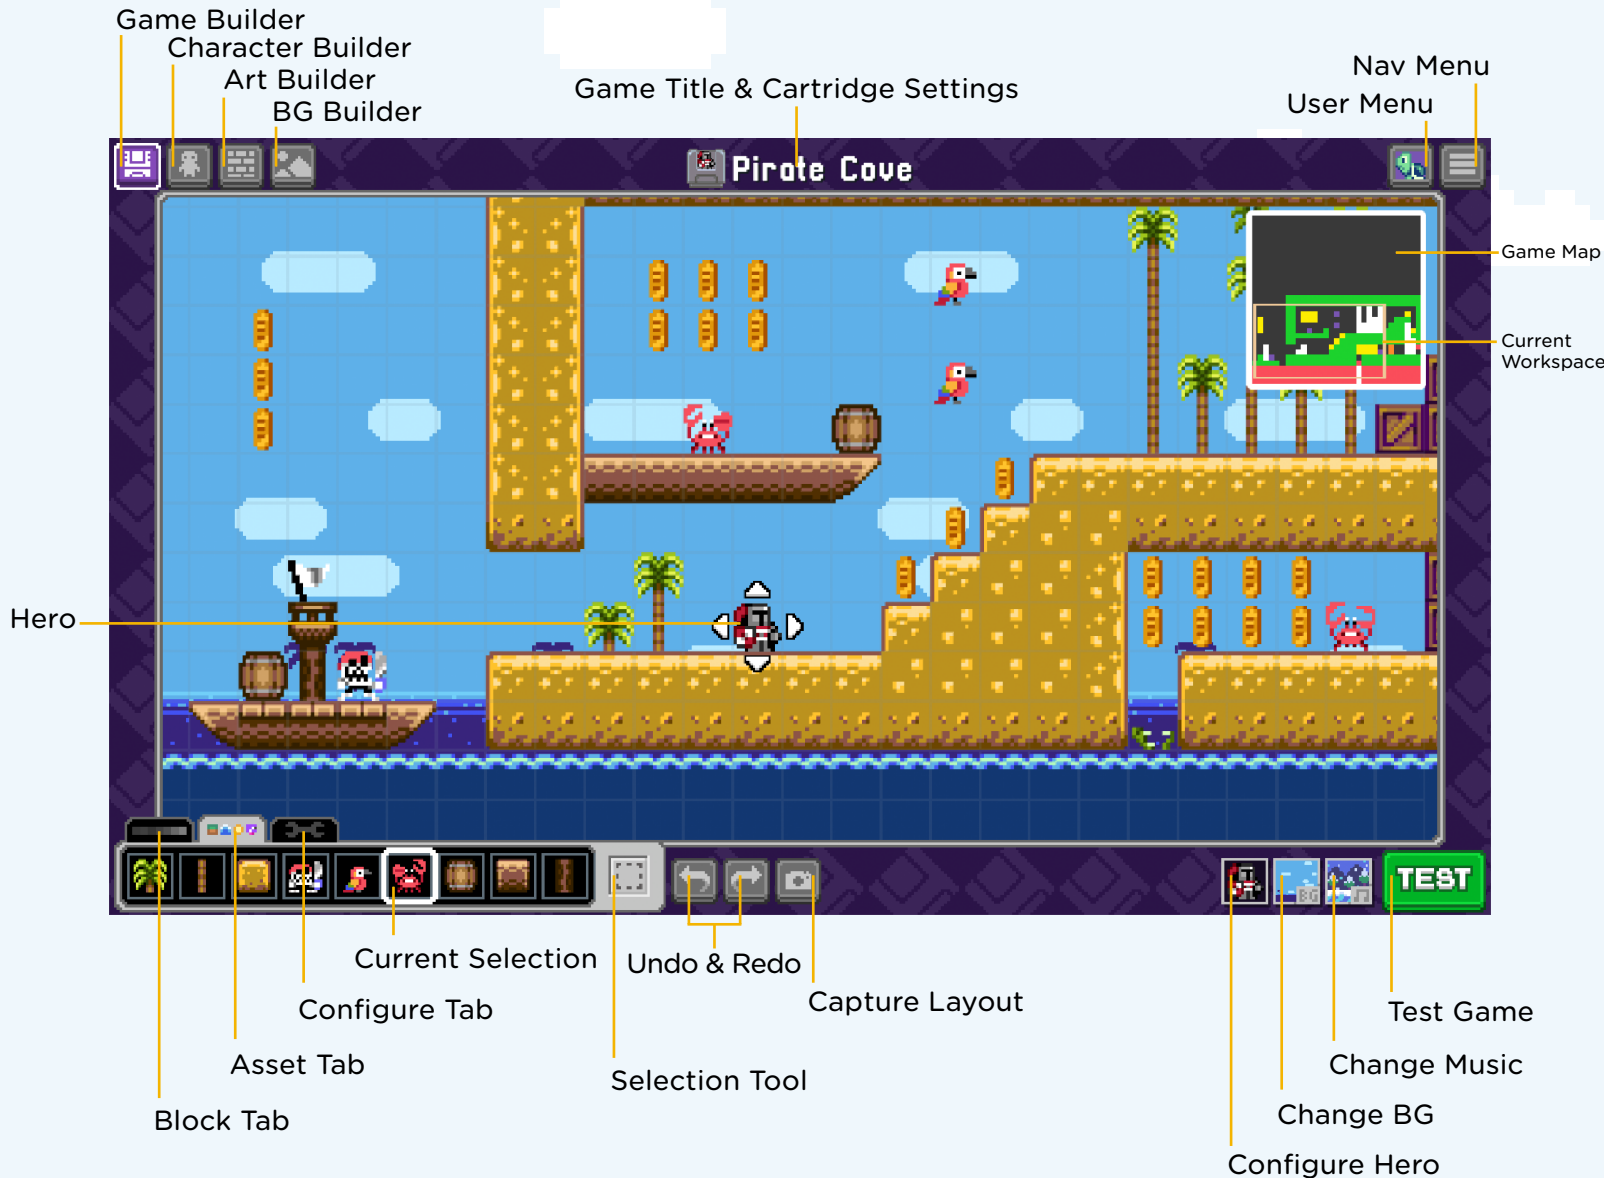 Game Builder
Character Builder
Art Builder
BG Builder
Game Title & Cartridge Settings
Nav Menu
User Menu
Pirate Cove
Game Map
Current
Workspace
Hero
BG
TEST
Current Selection
Undo & Redo
Configure Tab
Capture Layout
Test Game
Asset Tab
Selection Tool
Change Music
Block Tab
Change BG
Configure Hero